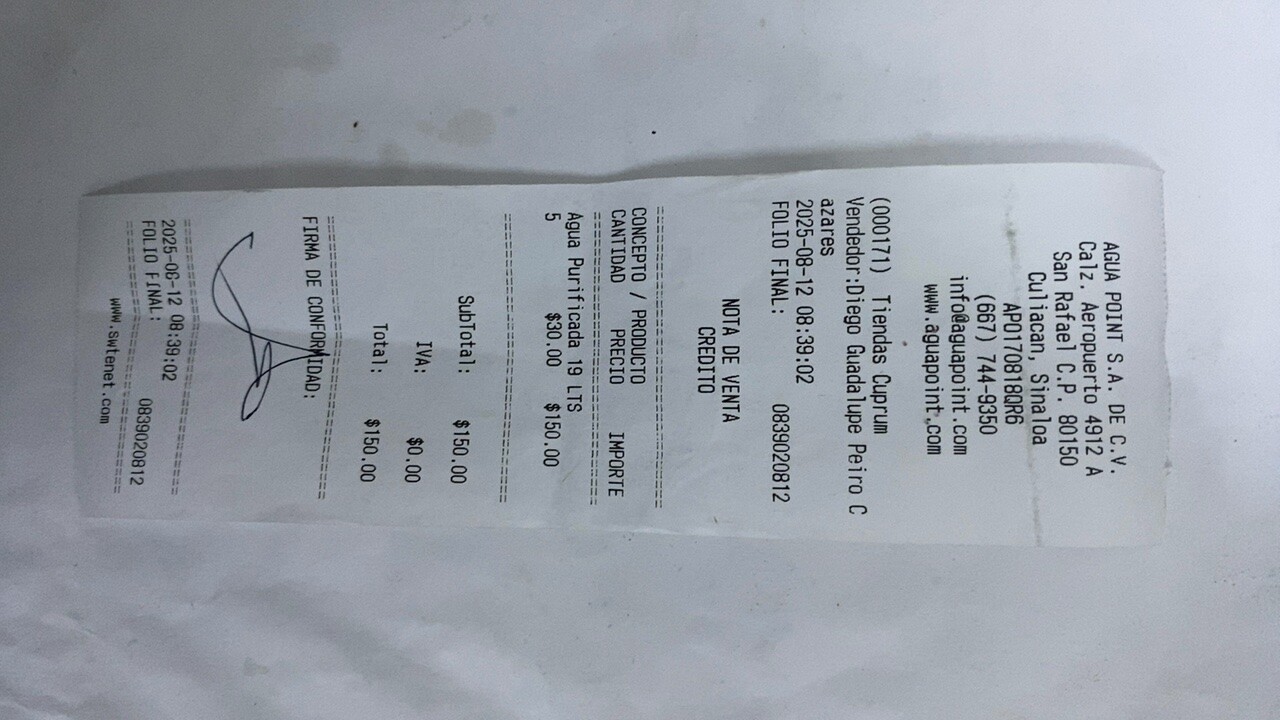 AGUA POINT S.A. DE C.V.
Calz. Aeropuerto 4912 A
San Rafael C.P. 80150
Culiacan, Sinaloa
APO170818QR6
(667) 744-9350
info@aguapoint.com
www.aguapoint.com
(000171) Tiendas Cuprum
Vendedor:Diego Guadalupe Peiro C
azares
2025-08-12 08:39:02
FOLIO FINAL: 0839020812
NOTA DE VENTA
CREDITO
================================
CONCEPTO / PRODUCTO
CANTIDAD PRECIO IMPORTE
================================
Agua Purificada 19 LTS
5 $30.00 $150.00
================================
SubTotal: $150.00
IVA: $0.00
Total: $150.00
================================
FIRMA DE CONFORMIDAD:
================================
2025-08-12 08:39:02
FOLIO FINAL: 0839020812
================================
www.swtenet.com